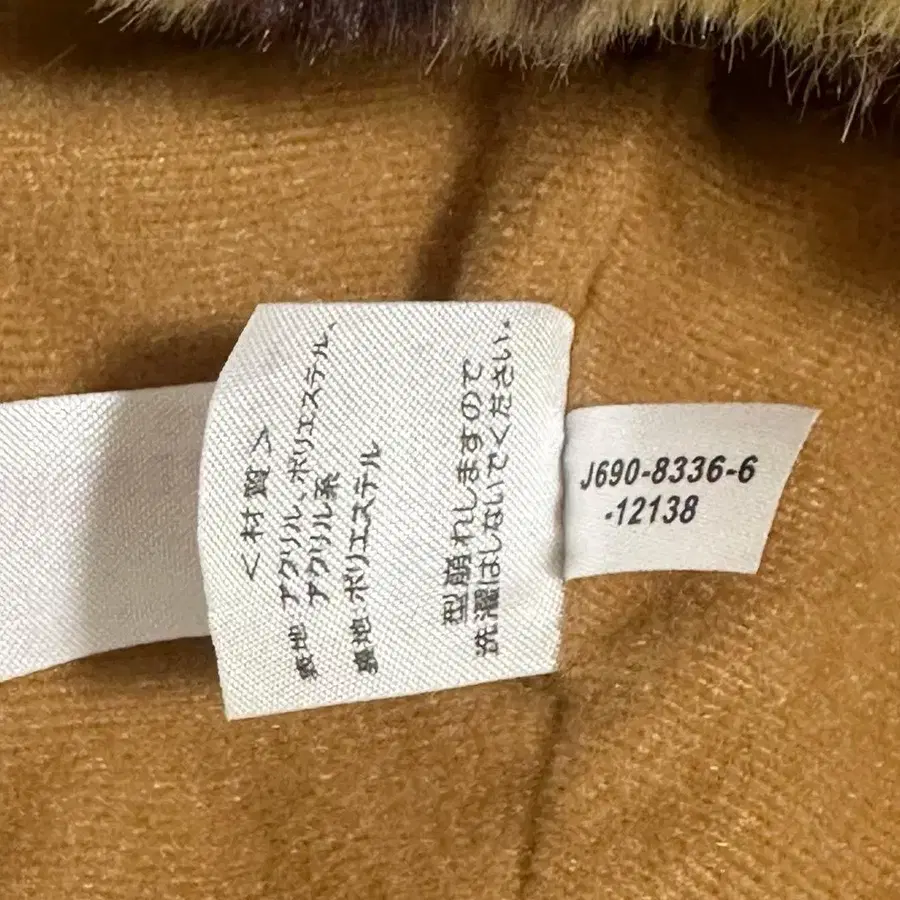 <材質>
表地 アクリル、ポリエステル、
アクリル系
裏地 ポリエステル
型崩れしますので
洗濯はしないでください。
J690-8336-6
-12138